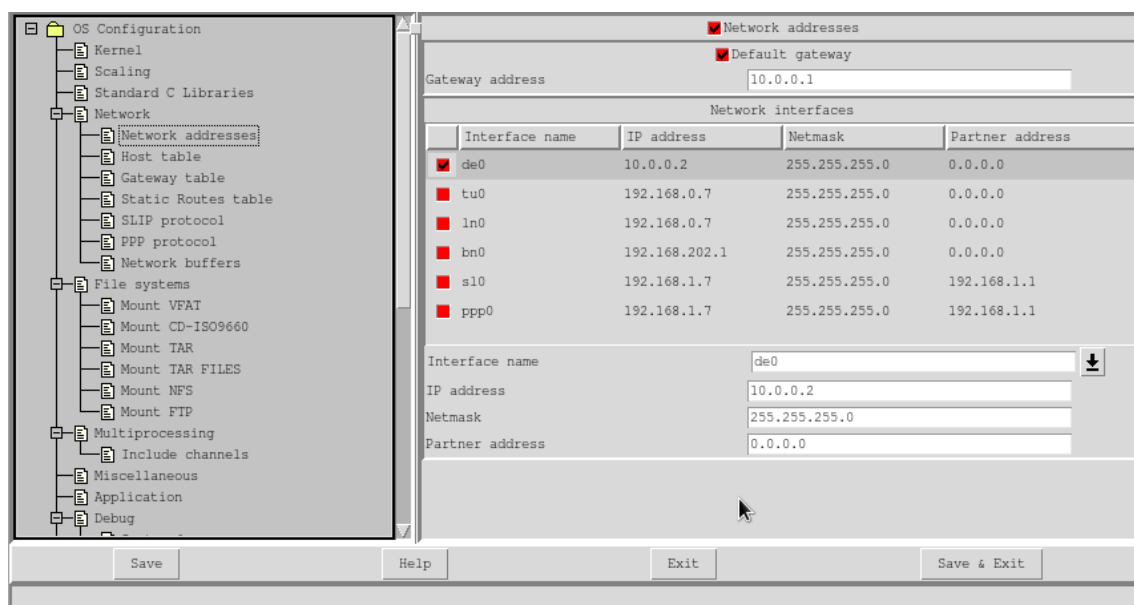 OS Configuration
Kernel
Scaling
Standard C Libraries
Network
Network addresses
Host table
Gateway table
Static Routes table
SLIP protocol
PPP protocol
Network buffers
File systems
Mount VFAT
Mount CD-ISO9660
Mount TAR
Mount TAR FILES
Mount NFS
Mount FTP
Multiprocessing
Include channels
Miscellaneous
Application
Debug
Network addresses
Default gateway
Gateway address 10.0.0.1
Network interfaces
Interface name IP address Netmask Partner address
de0 10.0.0.2 255.255.255.0 0.0.0.0
tu0 192.168.0.7 255.255.255.0 0.0.0.0
ln0 192.168.0.7 255.255.255.0 0.0.0.0
bn0 192.168.202.1 255.255.255.0 0.0.0.0
sl0 192.168.1.7 255.255.255.0 192.168.1.1
ppp0 192.168.1.7 255.255.255.0 192.168.1.1
Interface name de0
IP address 10.0.0.2
Netmask 255.255.255.0
Partner address 0.0.0.0
Save Help Exit Save & Exit